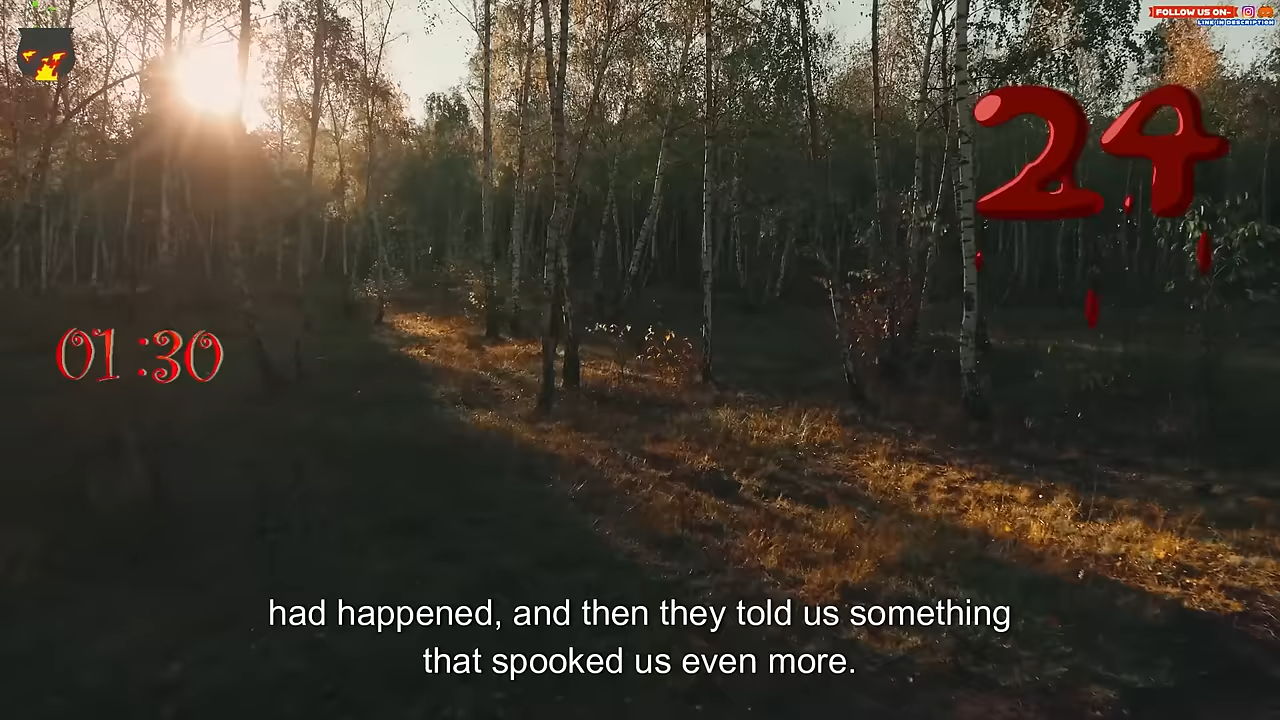 FOLLOW US ON-
LINK IN DESCRIPTION
24
01:30
had happened, and then they told us something
that spooked us even more.